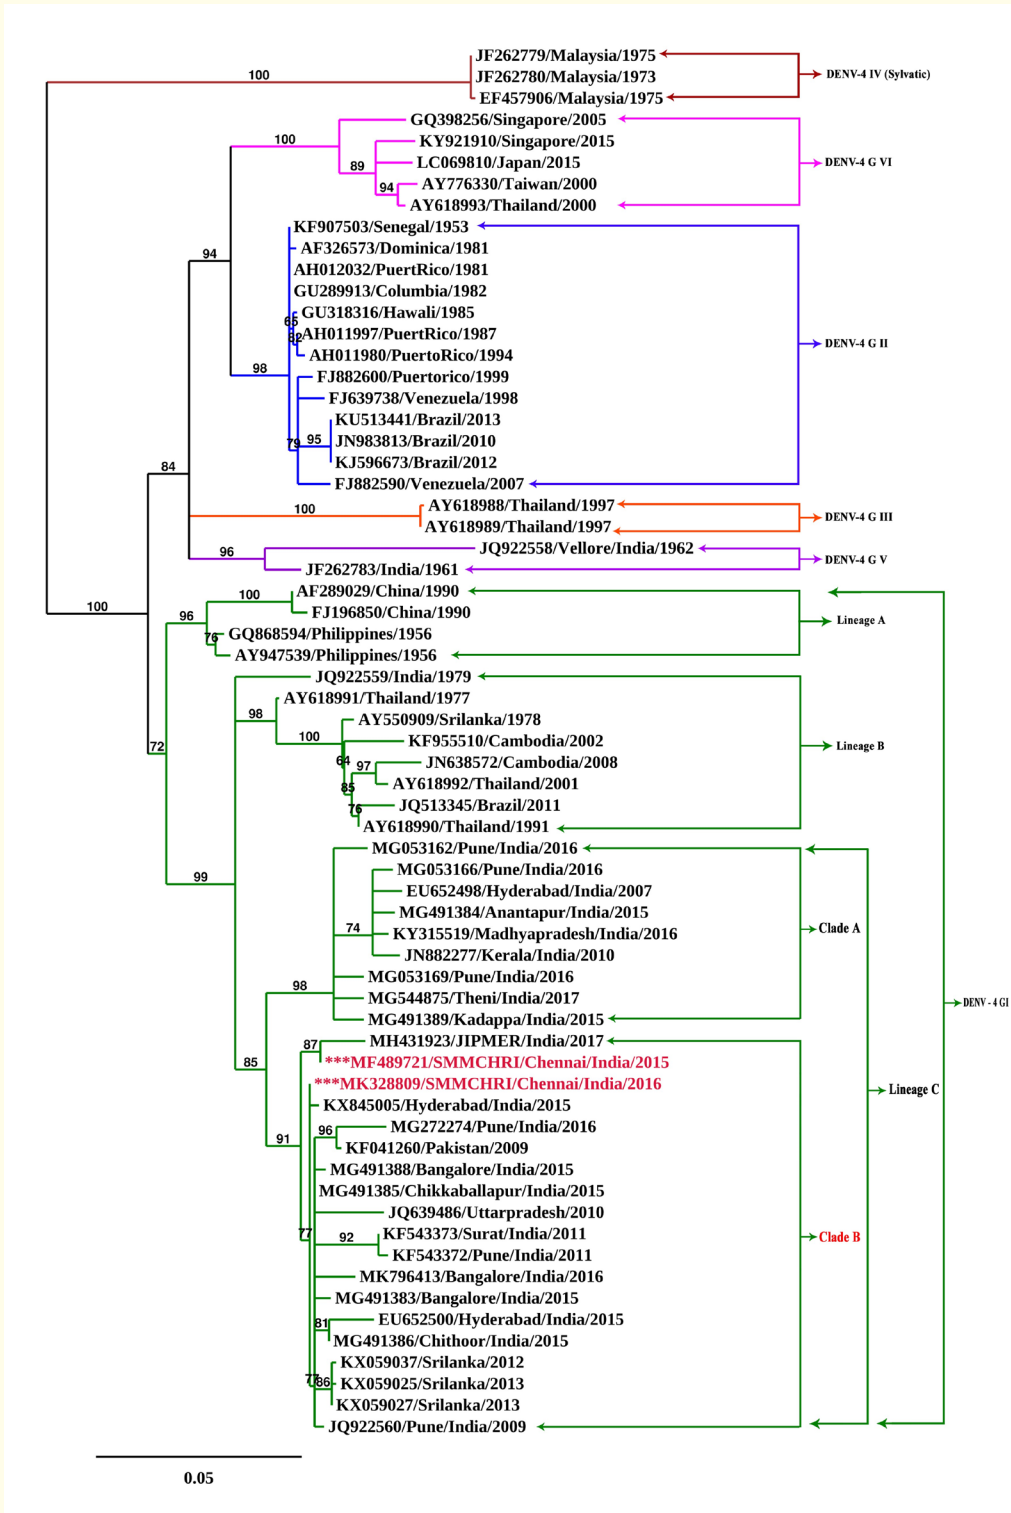 JF262779/Malaysia/1975
100
JF262780/Malaysia/1973
DENV-4 IV (Sylvatic)
EF457906/Malaysia/1975
GQ398256/Singapore/2005
100
KY921910/Singapore/2015
LC069810/Japan/2015
DENV-4 G VI
89
AY776330/Taiwan/2000
94
AY618993/Thailand/2000
KF907503/Senegal/1953
94
AF326573/Dominica/1981
AH012032/PuertRico/1981
GU289913/Columbia/1982
GU318316/Hawali/1985
65
AH011997/PuertRico/1987
82
DENV-4 G II
AH011980/PuertoRico/1994
98
FJ882600/Puertorico/1999
FJ639738/Venezuela/1998
KU513441/Brazil/2013
79
95
JN983813/Brazil/2010
KJ596673/Brazil/2012
84
FJ882590/Venezuela/2007
AY618988/Thailand/1997
100
DENV-4 G III
AY618989/Thailand/1997
JQ922558/Vellore/India/1962
96
DENV-4 G V
JF262783/India/1961
AF289029/China/1990
100
100
FJ196850/China/1990
96
Lineage A
GQ868594/Philippines/1956
76
AY947539/Philippines/1956
JQ922559/India/1979
AY618991/Thailand/1977
98
AY550909/Srilanka/1978
100
KF955510/Cambodia/2002
72
Lineage B
64
JN638572/Cambodia/2008
97
AY618992/Thailand/2001
85
JQ513345/Brazil/2011
76
AY618990/Thailand/1991
MG053162/Pune/India/2016
MG053166/Pune/India/2016
99
EU652498/Hyderabad/India/2007
MG491384/Anantapur/India/2015
74
Clade A
KY315519/Madhyapradesh/India/2016
JN882277/Kerala/India/2010
MG053169/Pune/India/2016
98
MG544875/Theni/India/2017
DENV - 4 GI
MG491389/Kadappa/India/2015
MH431923/JIPMER/India/2017
87
85
***MF489721/SMMCHRI/Chennai/India/2015
***MK328809/SMMCHRI/Chennai/India/2016
Lineage C
KX845005/Hyderabad/India/2015
MG272274/Pune/India/2016
96
91
KF041260/Pakistan/2009
MG491388/Bangalore/India/2015
MG491385/Chikkaballapur/India/2015
JQ639486/Uttarpradesh/2010
77
KF543373/Surat/India/2011
92
Clade B
KF543372/Pune/India/2011
MK796413/Bangalore/India/2016
MG491383/Bangalore/India/2015
EU652500/Hyderabad/India/2015
81
MG491386/Chithoor/India/2015
KX059037/Srilanka/2012
77
86
KX059025/Srilanka/2013
KX059027/Srilanka/2013
JQ922560/Pune/India/2009
0.05